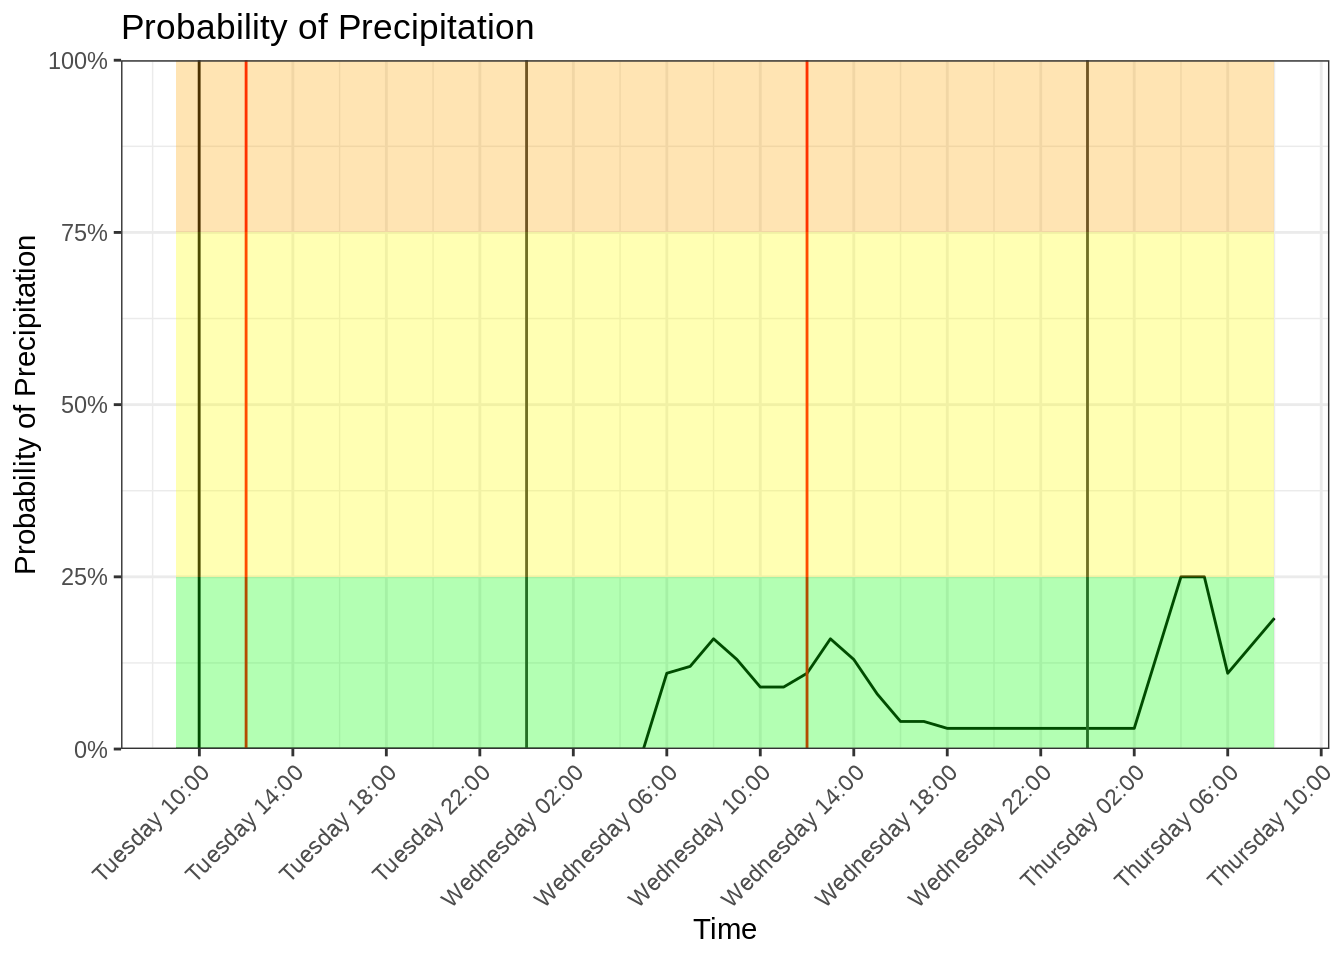 Probability of Precipitation
Probability of Precipitation
100%
75%
50%
25%
0%
Tuesday 10:00
Tuesday 14:00
Tuesday 18:00
Tuesday 22:00
Wednesday 02:00
Wednesday 06:00
Wednesday 10:00
Wednesday 14:00
Wednesday 18:00
Wednesday 22:00
Thursday 02:00
Thursday 06:00
Thursday 10:00
Time